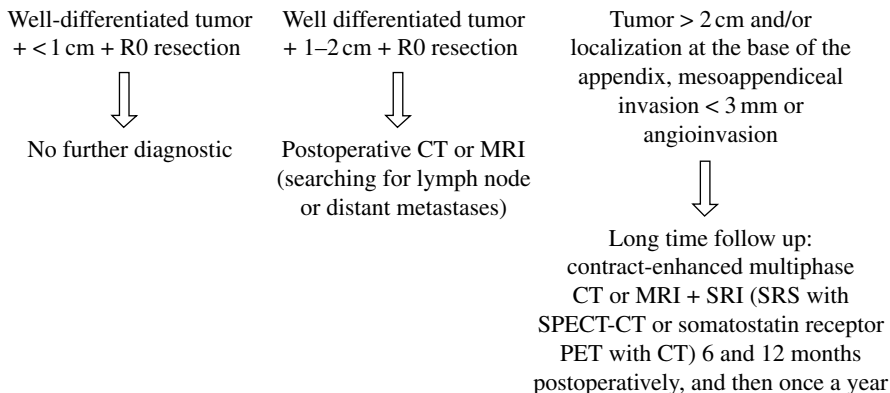 Well-differentiated tumor
+ < 1 cm + R0 resection
No further diagnostic
Well differentiated tumor
+ 1–2 cm + R0 resection
Postoperative CT or MRI
(searching for lymph node
or distant metastases)
Tumor > 2 cm and/or
localization at the base of the
appendix, mesoappendiceal
invasion < 3 mm or
angioinvasion
Long time follow up:
contract-enhanced multiphase
CT or MRI + SRI (SRS with
SPECT-CT or somatostatin receptor
PET with CT) 6 and 12 months
postoperatively, and then once a year